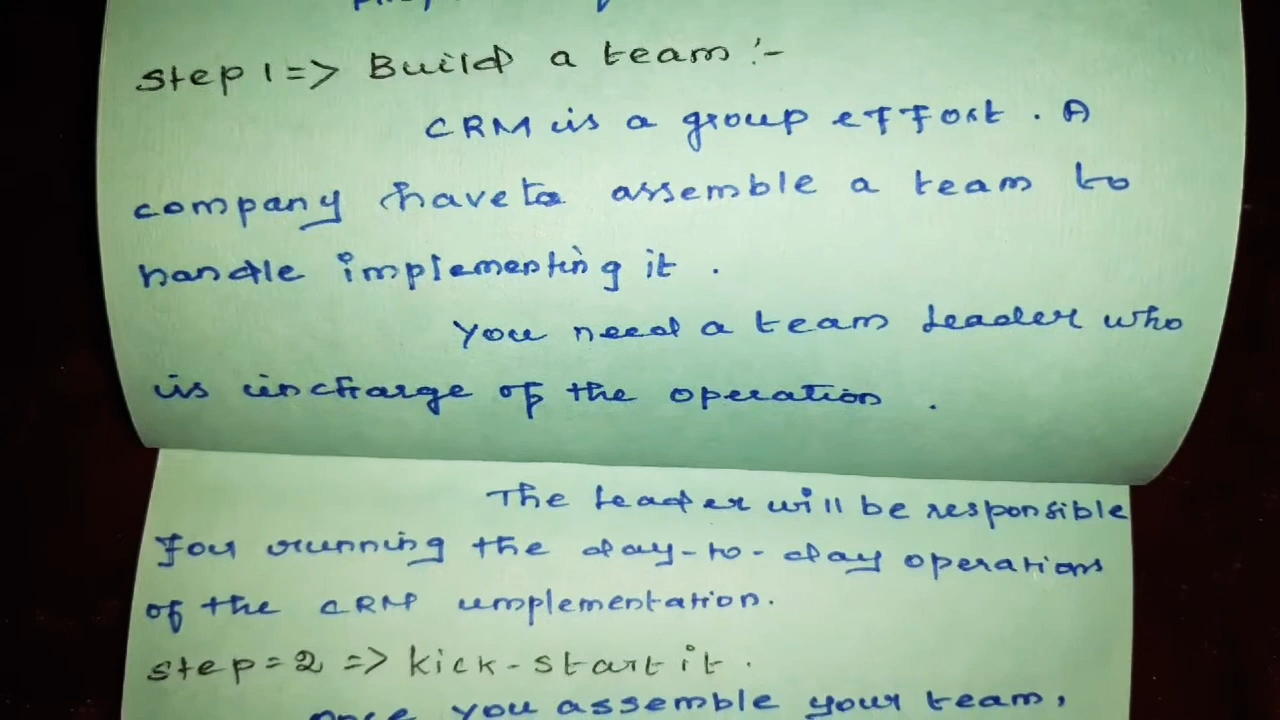 step 1 => Build a team :-
CRM is a group effort. A
company have to assemble a team to
handle implementing it.
You need a team leader who
is incharge of the operation.
The leader will be responsible
for running the day-to-day operations
of the CRM implementation.
step=2 => kick-start it.
once you assemble your team,